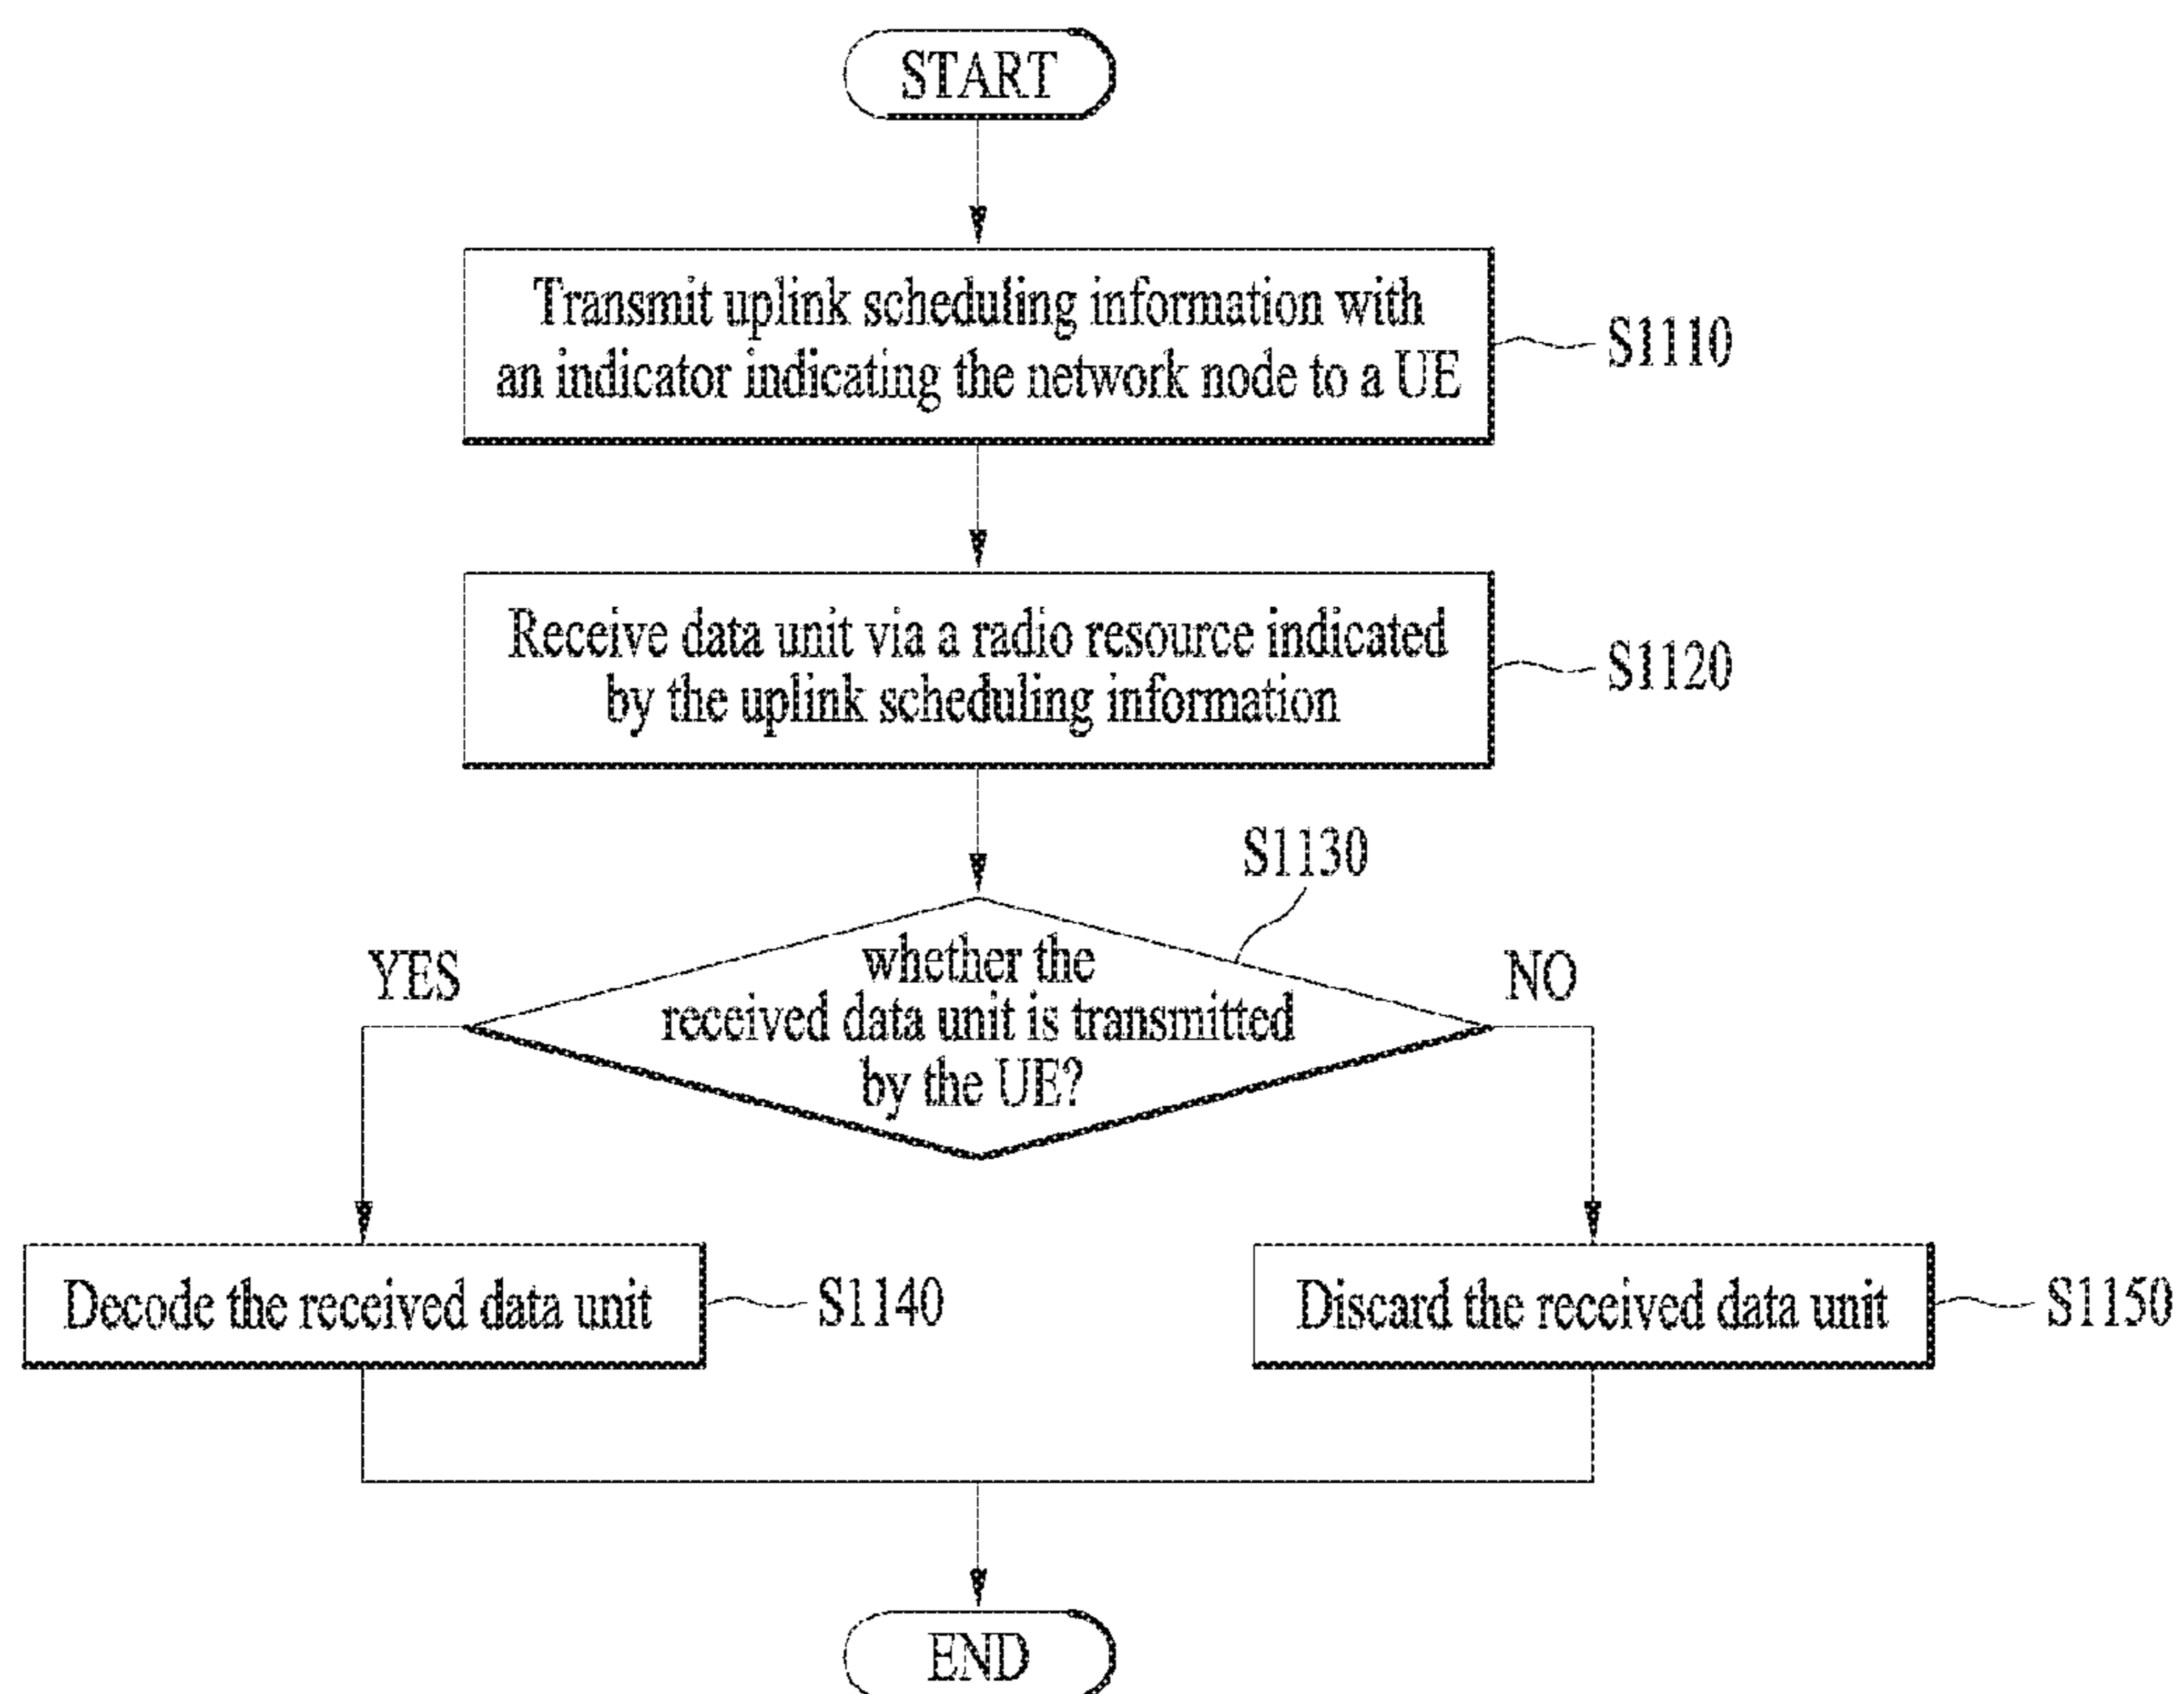 START
Transmit uplink scheduling information with
an indicator indicating the network node to a UE
S1110
Receive data unit via a radio resource indicated
by the uplink scheduling information
S1120
S1130
YES
whether the
received data unit is transmitted
by the UE?
NO
Decode the received data unit
S1140
Discard the received data unit
S1150
END